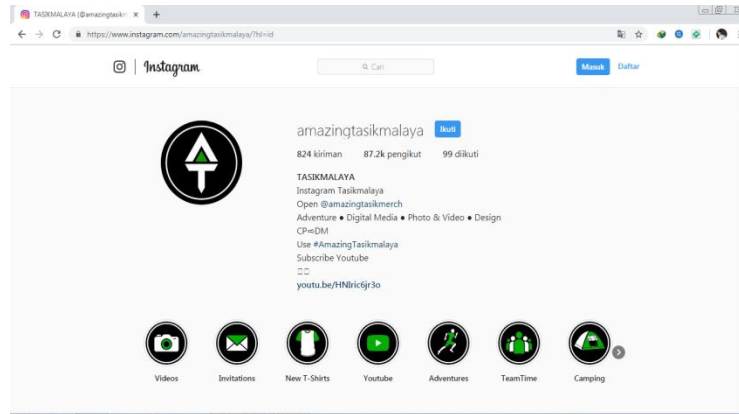 TASIKMALAYA (@amazingtasikm
https://www.instagram.com/amazingtasikmalaya/?hl=id
Instagram
Cari
Masuk
Daftar
amazingtasikmalaya
Ikuti
824 kiriman 87.2k pengikut 99 diikuti
TASIKMALAYA
Instagram Tasikmalaya
Open @amazingtasikmerch
Adventure ● Digital Media ● Photo & Video ● Design
CP⇨DM
Use #AmazingTasikmalaya
Subscribe Youtube
youtu.be/HNlric6jr3o
Videos Invitations New T-Shirts Youtube Adventures TeamTime Camping